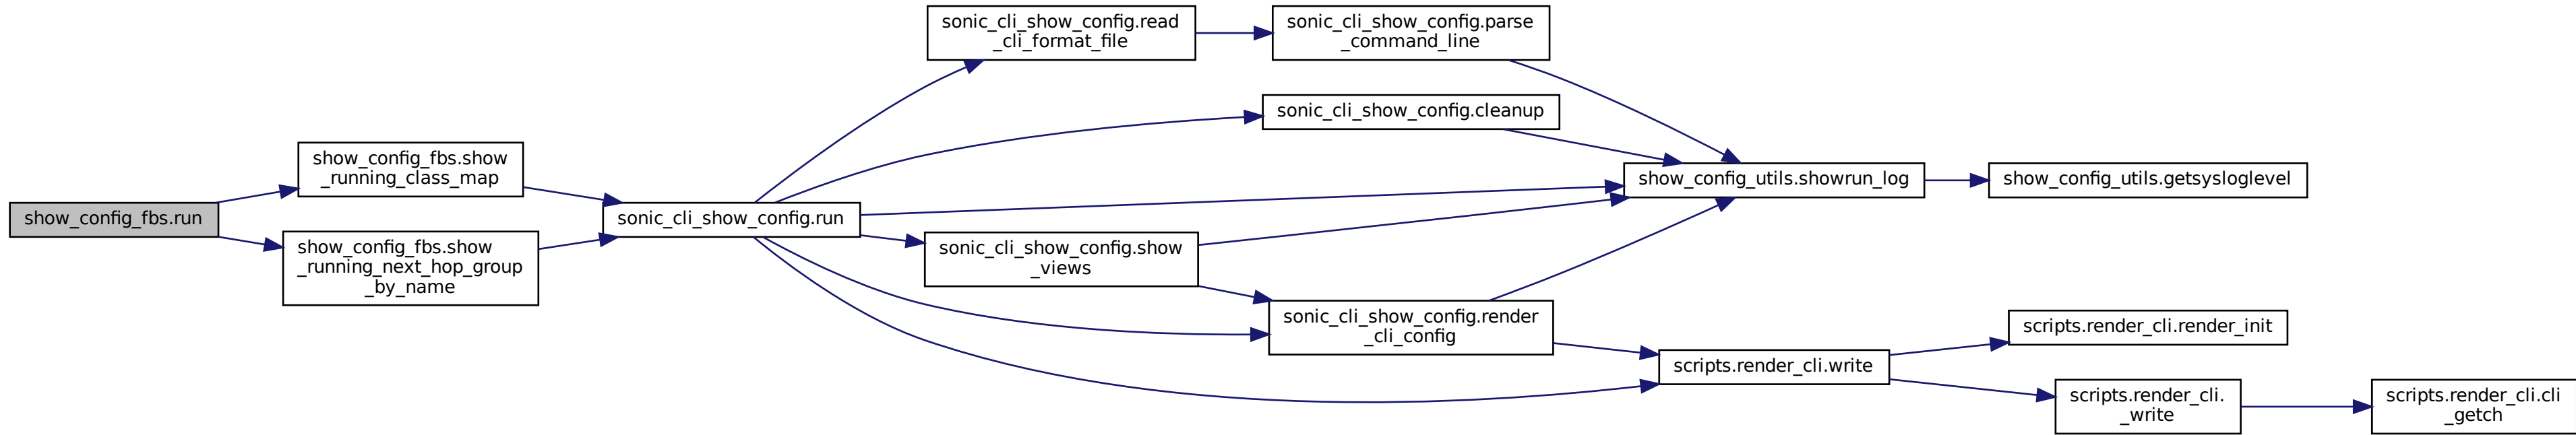 show_config_fbs.run
show_config_fbs.show
_running_class_map
show_config_fbs.show
_running_next_hop_group
_by_name
sonic_cli_show_config.run
sonic_cli_show_config.read
_cli_format_file
sonic_cli_show_config.parse
_command_line
sonic_cli_show_config.cleanup
sonic_cli_show_config.show
_views
sonic_cli_show_config.render
_cli_config
show_config_utils.showrun_log
show_config_utils.getsysloglevel
scripts.render_cli.write
scripts.render_cli.render_init
scripts.render_cli.
_write
scripts.render_cli.cli
_getch